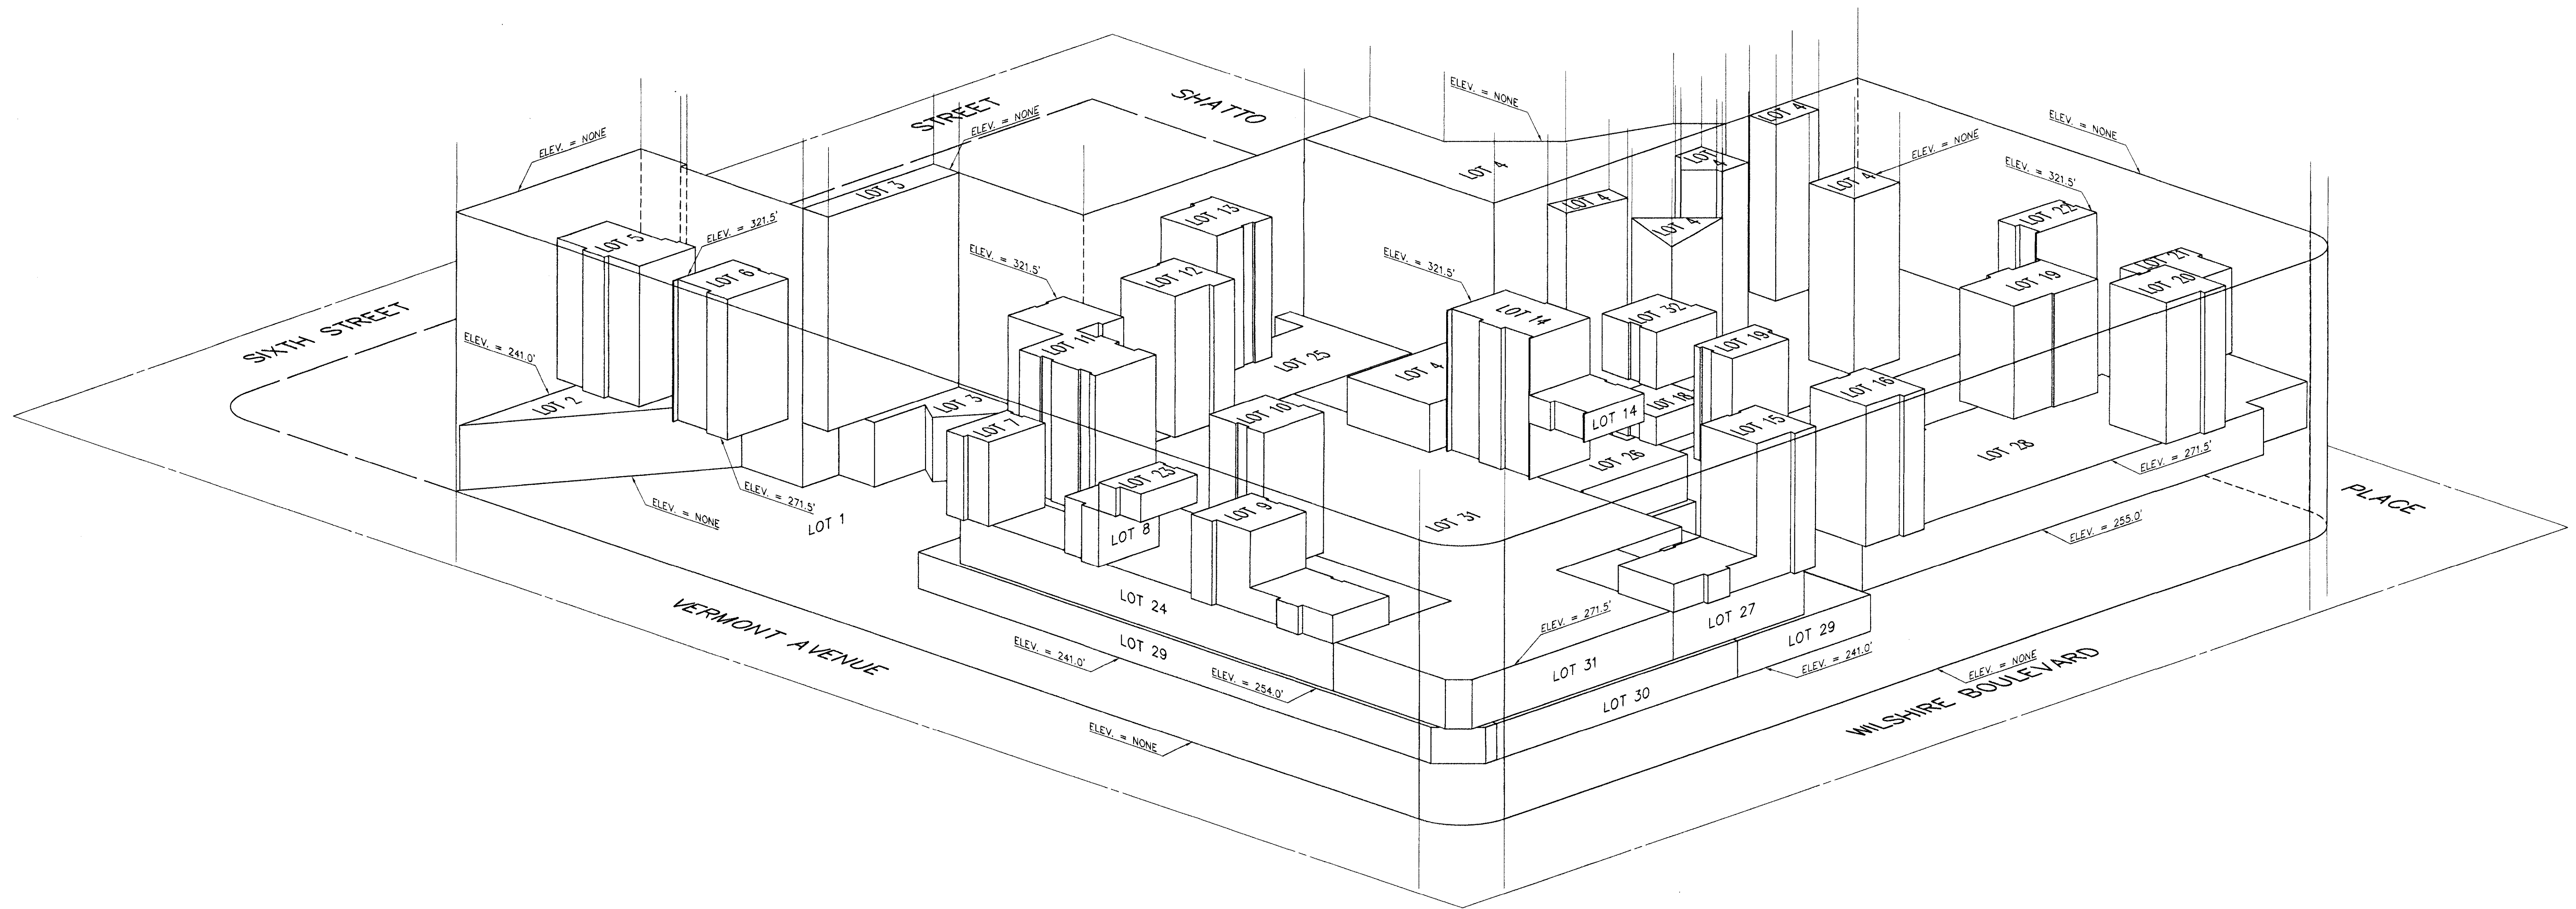 ELEV. = NONE
STREET
SHATTO
ELEV. = NONE
ELEV. = NONE
LOT 4
ELEV. = NONE
ELEV. = NONE
LOT 3
LOT 4
LOT 4
LOT 4
LOT 4
ELEV. = NONE
ELEV. = 321.5'
LOT 22
LOT 5
ELEV. = 321.5'
LOT 6
LOT 13
LOT 4
ELEV. = 321.5'
LOT 12
ELEV. = 321.5'
LOT 14
LOT 32
LOT 19
LOT 21
LOT 20
SIXTH STREET
ELEV. = 241.0'
LOT 2
LOT 3
LOT 11
LOT 25
LOT 4
LOT 19
LOT 18
LOT 14
LOT 16
LOT 7
LOT 10
LOT 15
LOT 26
LOT 28
ELEV. = 271.5'
LOT 23
LOT 9
LOT 8
LOT 31
ELEV. = 271.5'
ELEV. = NONE
LOT 1
PLACE
ELEV. = 255.0'
LOT 24
LOT 29
ELEV. = 241.0'
ELEV. = 254.0'
VERMONT AVENUE
ELEV. = 271.5'
LOT 27
LOT 29
LOT 31
ELEV. = 241.0'
LOT 30
ELEV. = NONE
WILSHIRE BOULEVARD
ELEV. = NONE